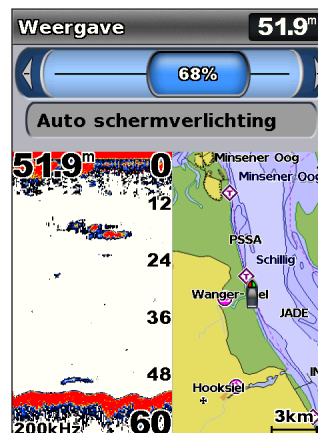 Weergave 51.9m
68%
Auto schermverlichting
51.9m 0
12
24
36
48
60
200kHz
Minsener Oog
Minsener Oog
PSSA
Schillig
JADE
Hooksiel
3km